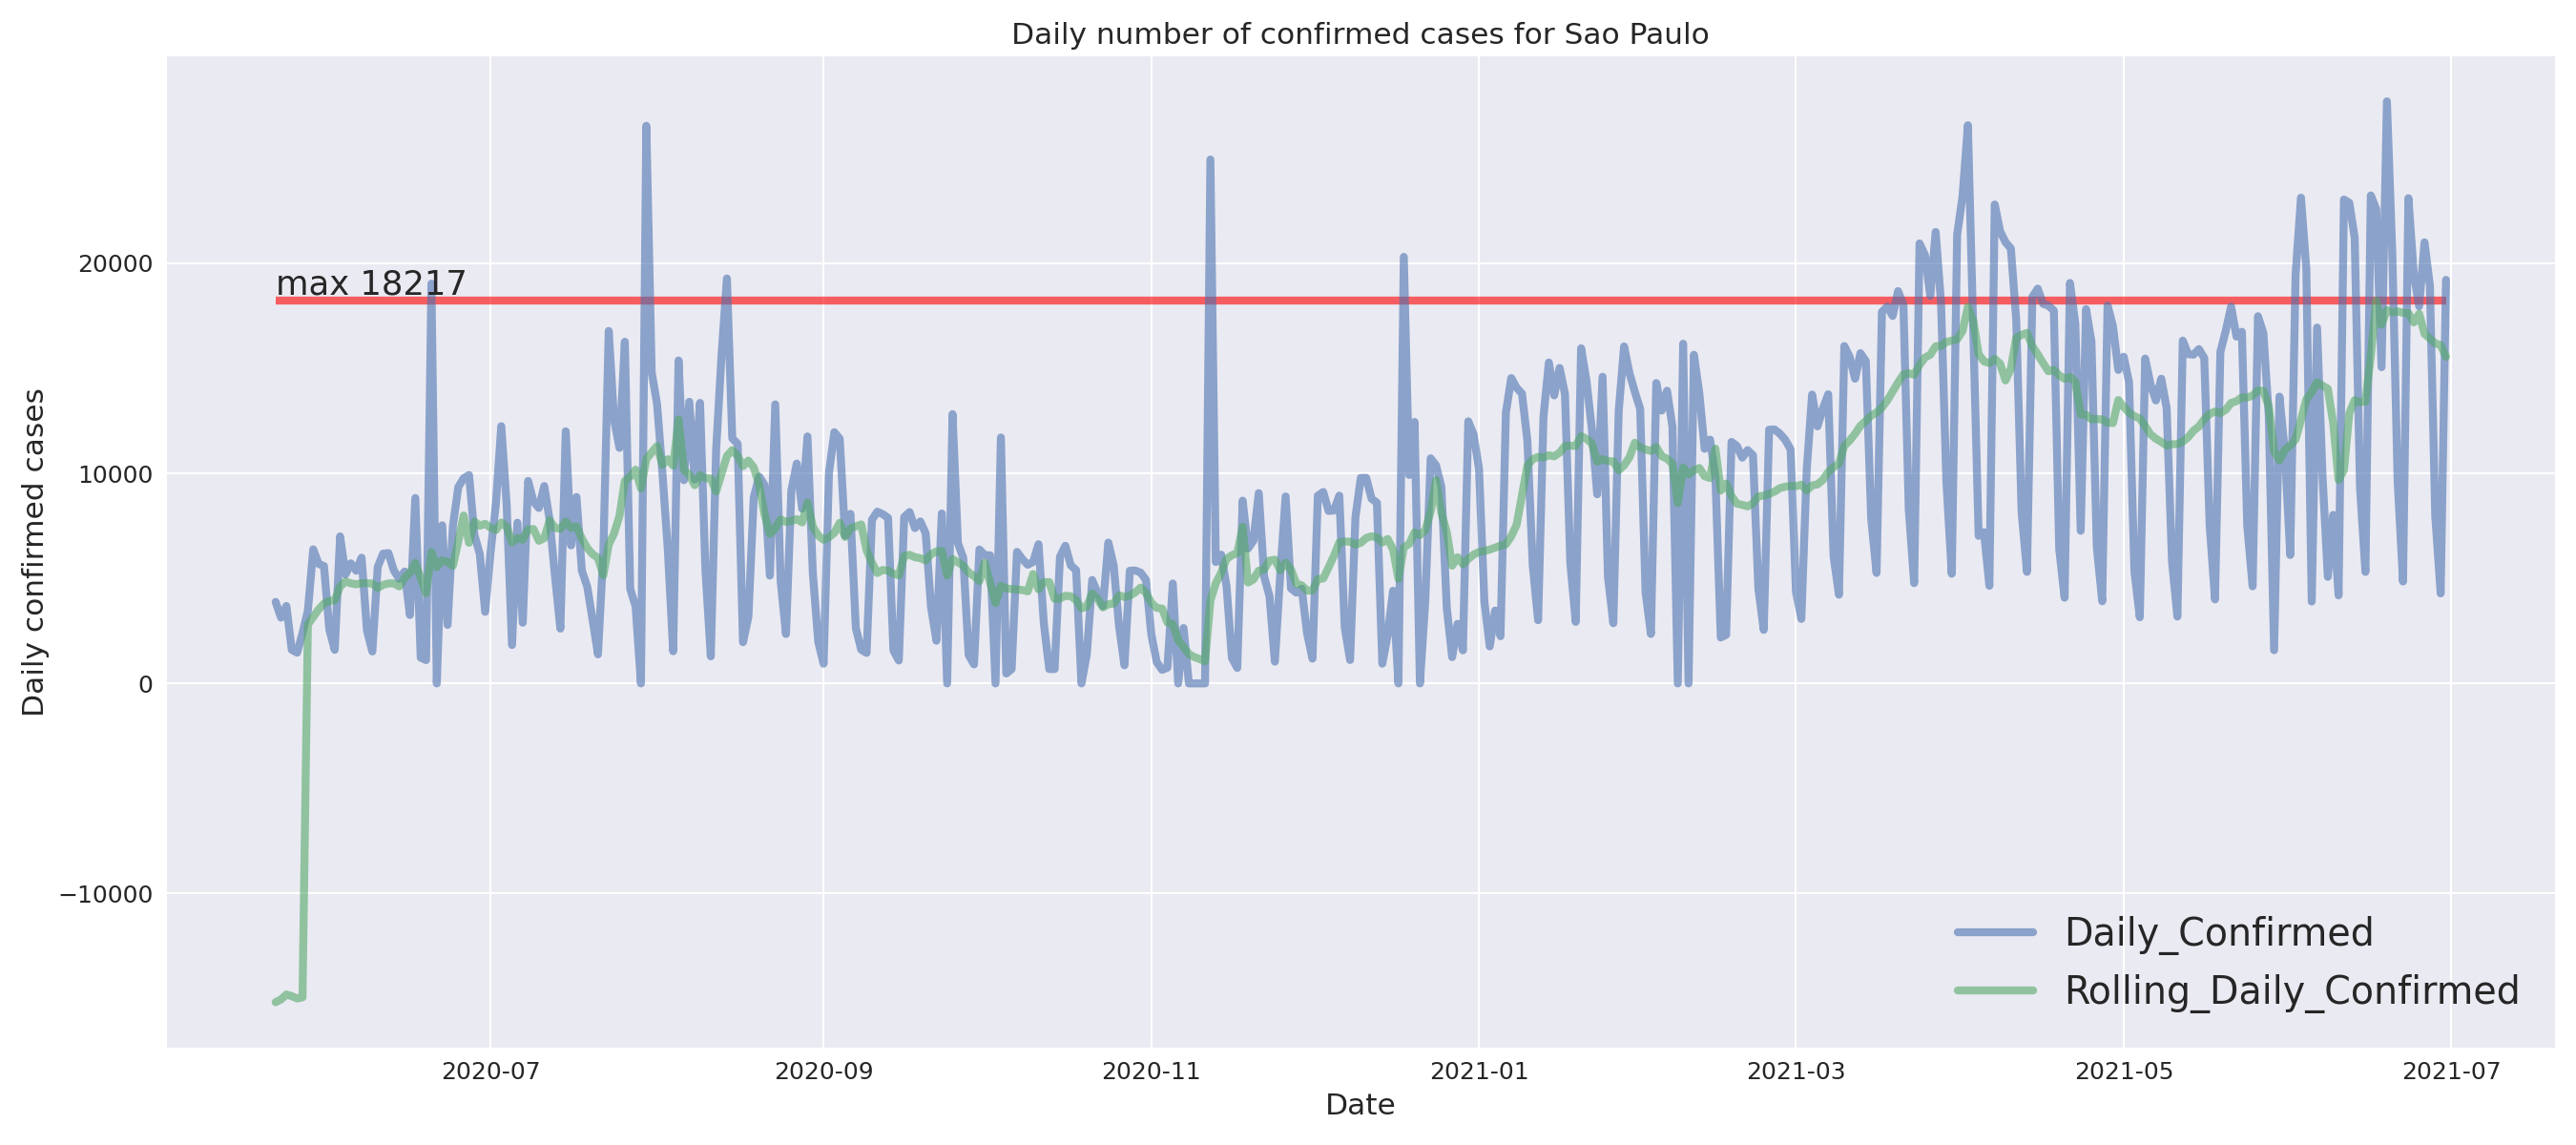 Daily number of confirmed cases for Sao Paulo
Daily confirmed cases
20000
10000
0
−10000
max 18217
Daily_Confirmed
Rolling_Daily_Confirmed
2020-07
2020-09
2020-11
2021-01
2021-03
2021-05
2021-07
Date